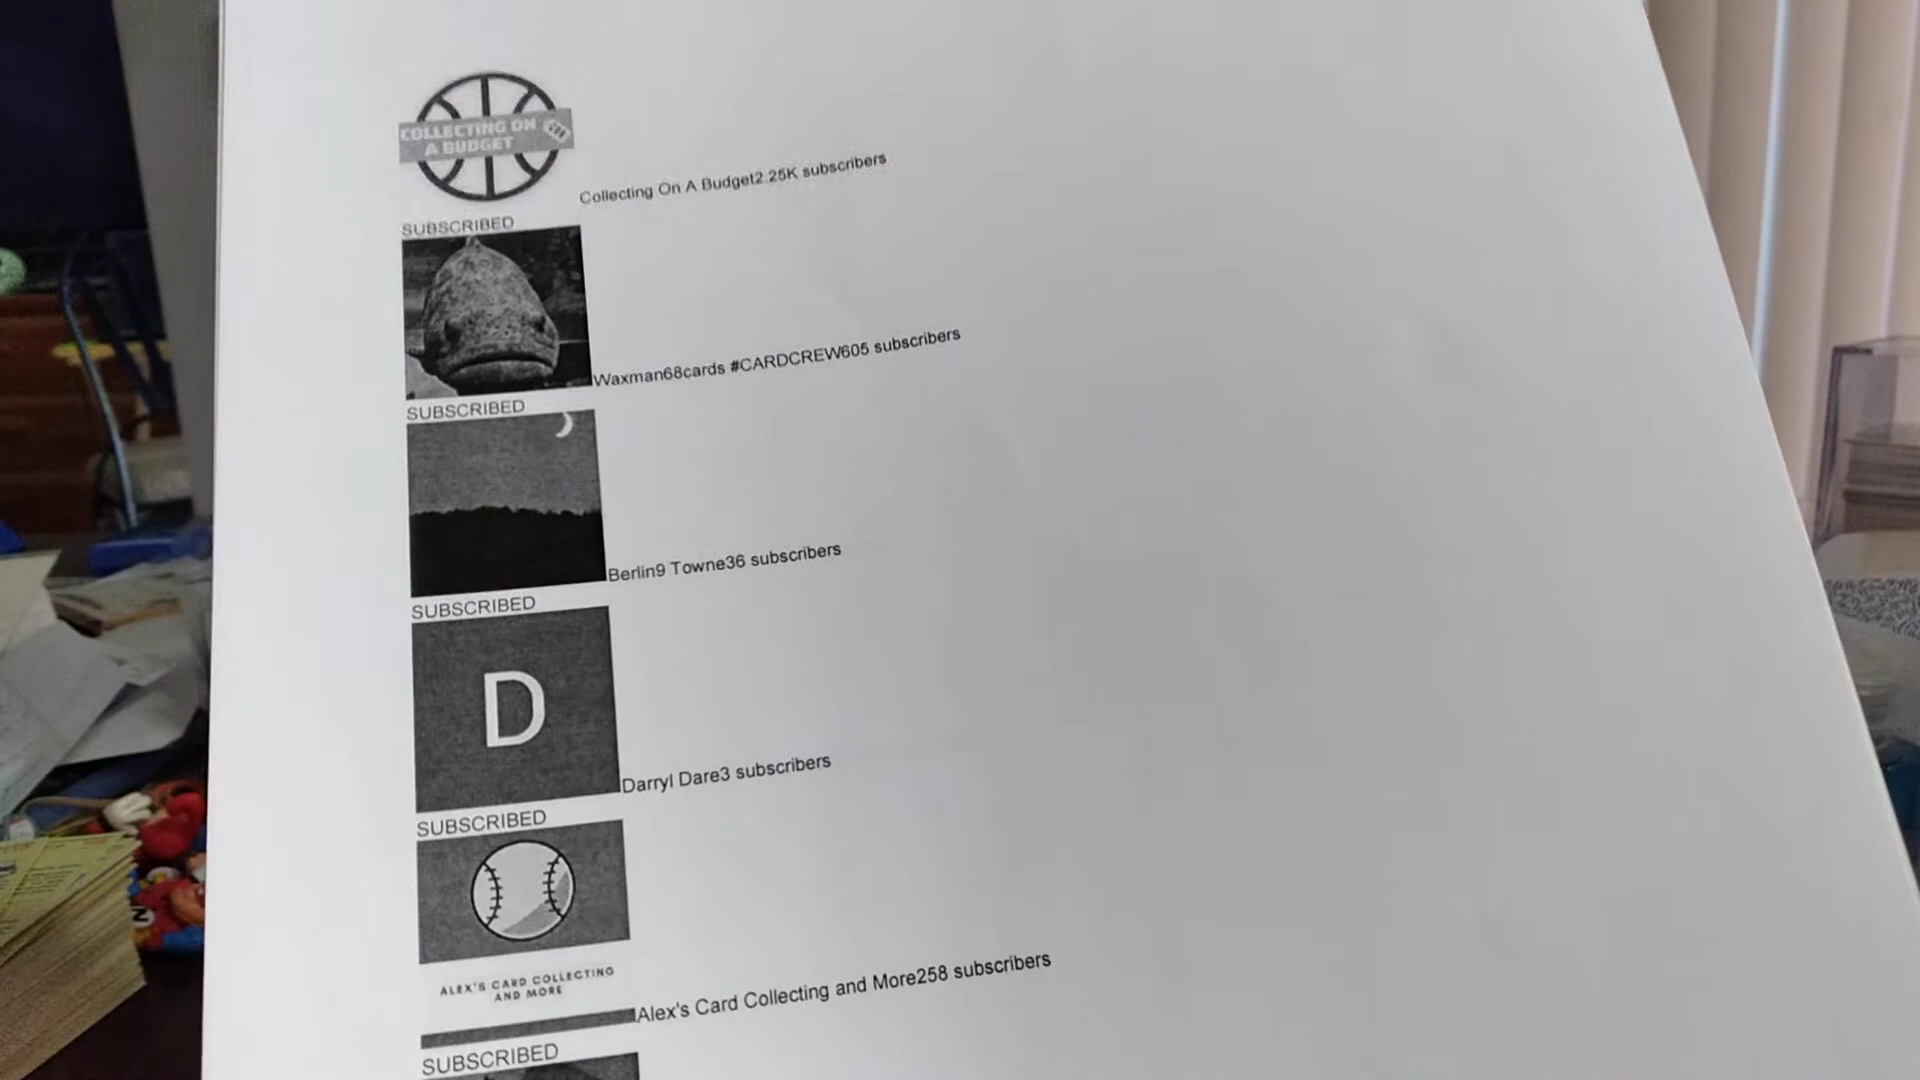 COLLECTING ON
A BUDGET
Collecting On A Budget2.25K subscribers
SUBSCRIBED
Waxman68cards #CARDCREW605 subscribers
SUBSCRIBED
Berlin9 Towne36 subscribers
SUBSCRIBED
D
Darryl Dare3 subscribers
SUBSCRIBED
ALEX'S CARD COLLECTING
AND MORE
Alex's Card Collecting and More258 subscribers
SUBSCRIBED